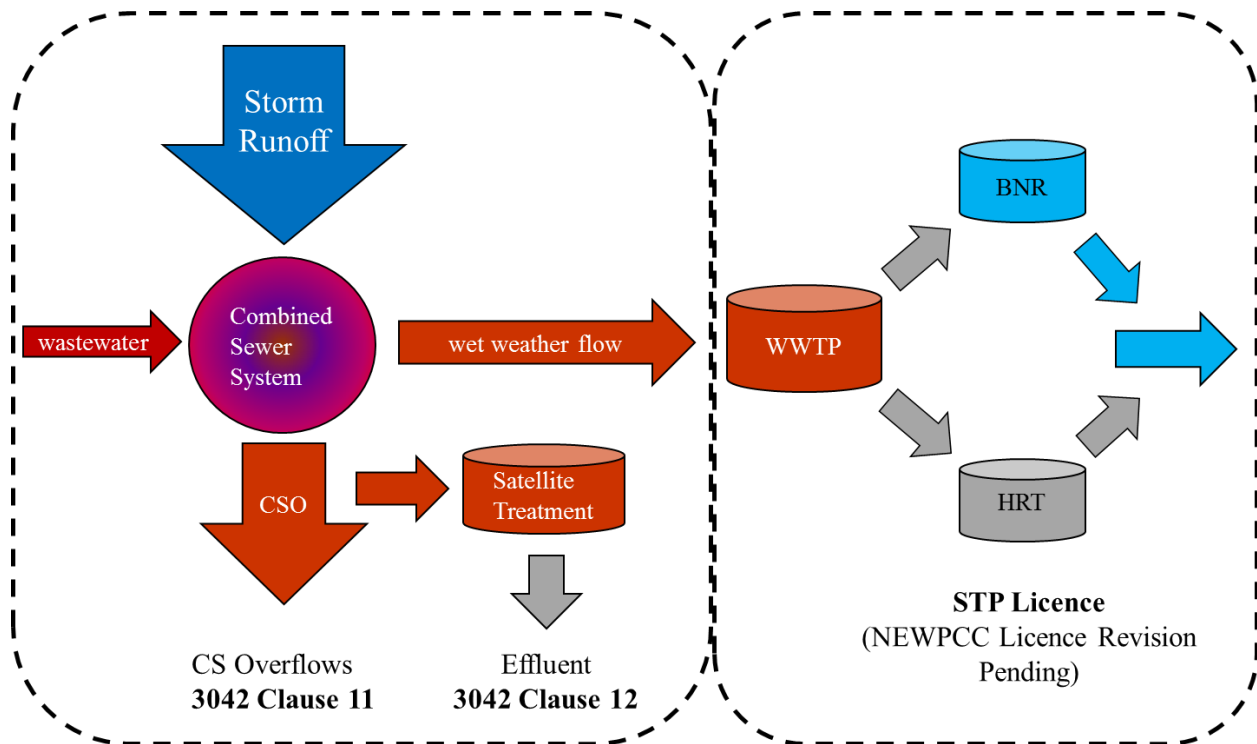 Storm
Runoff
wastewater
Combined
Sewer
System
wet weather flow
CSO
Satellite
Treatment
CS Overflows
3042 Clause 11
Effluent
3042 Clause 12
BNR
WWTP
HRT
STP Licence
(NEWPCC Licence Revision
Pending)